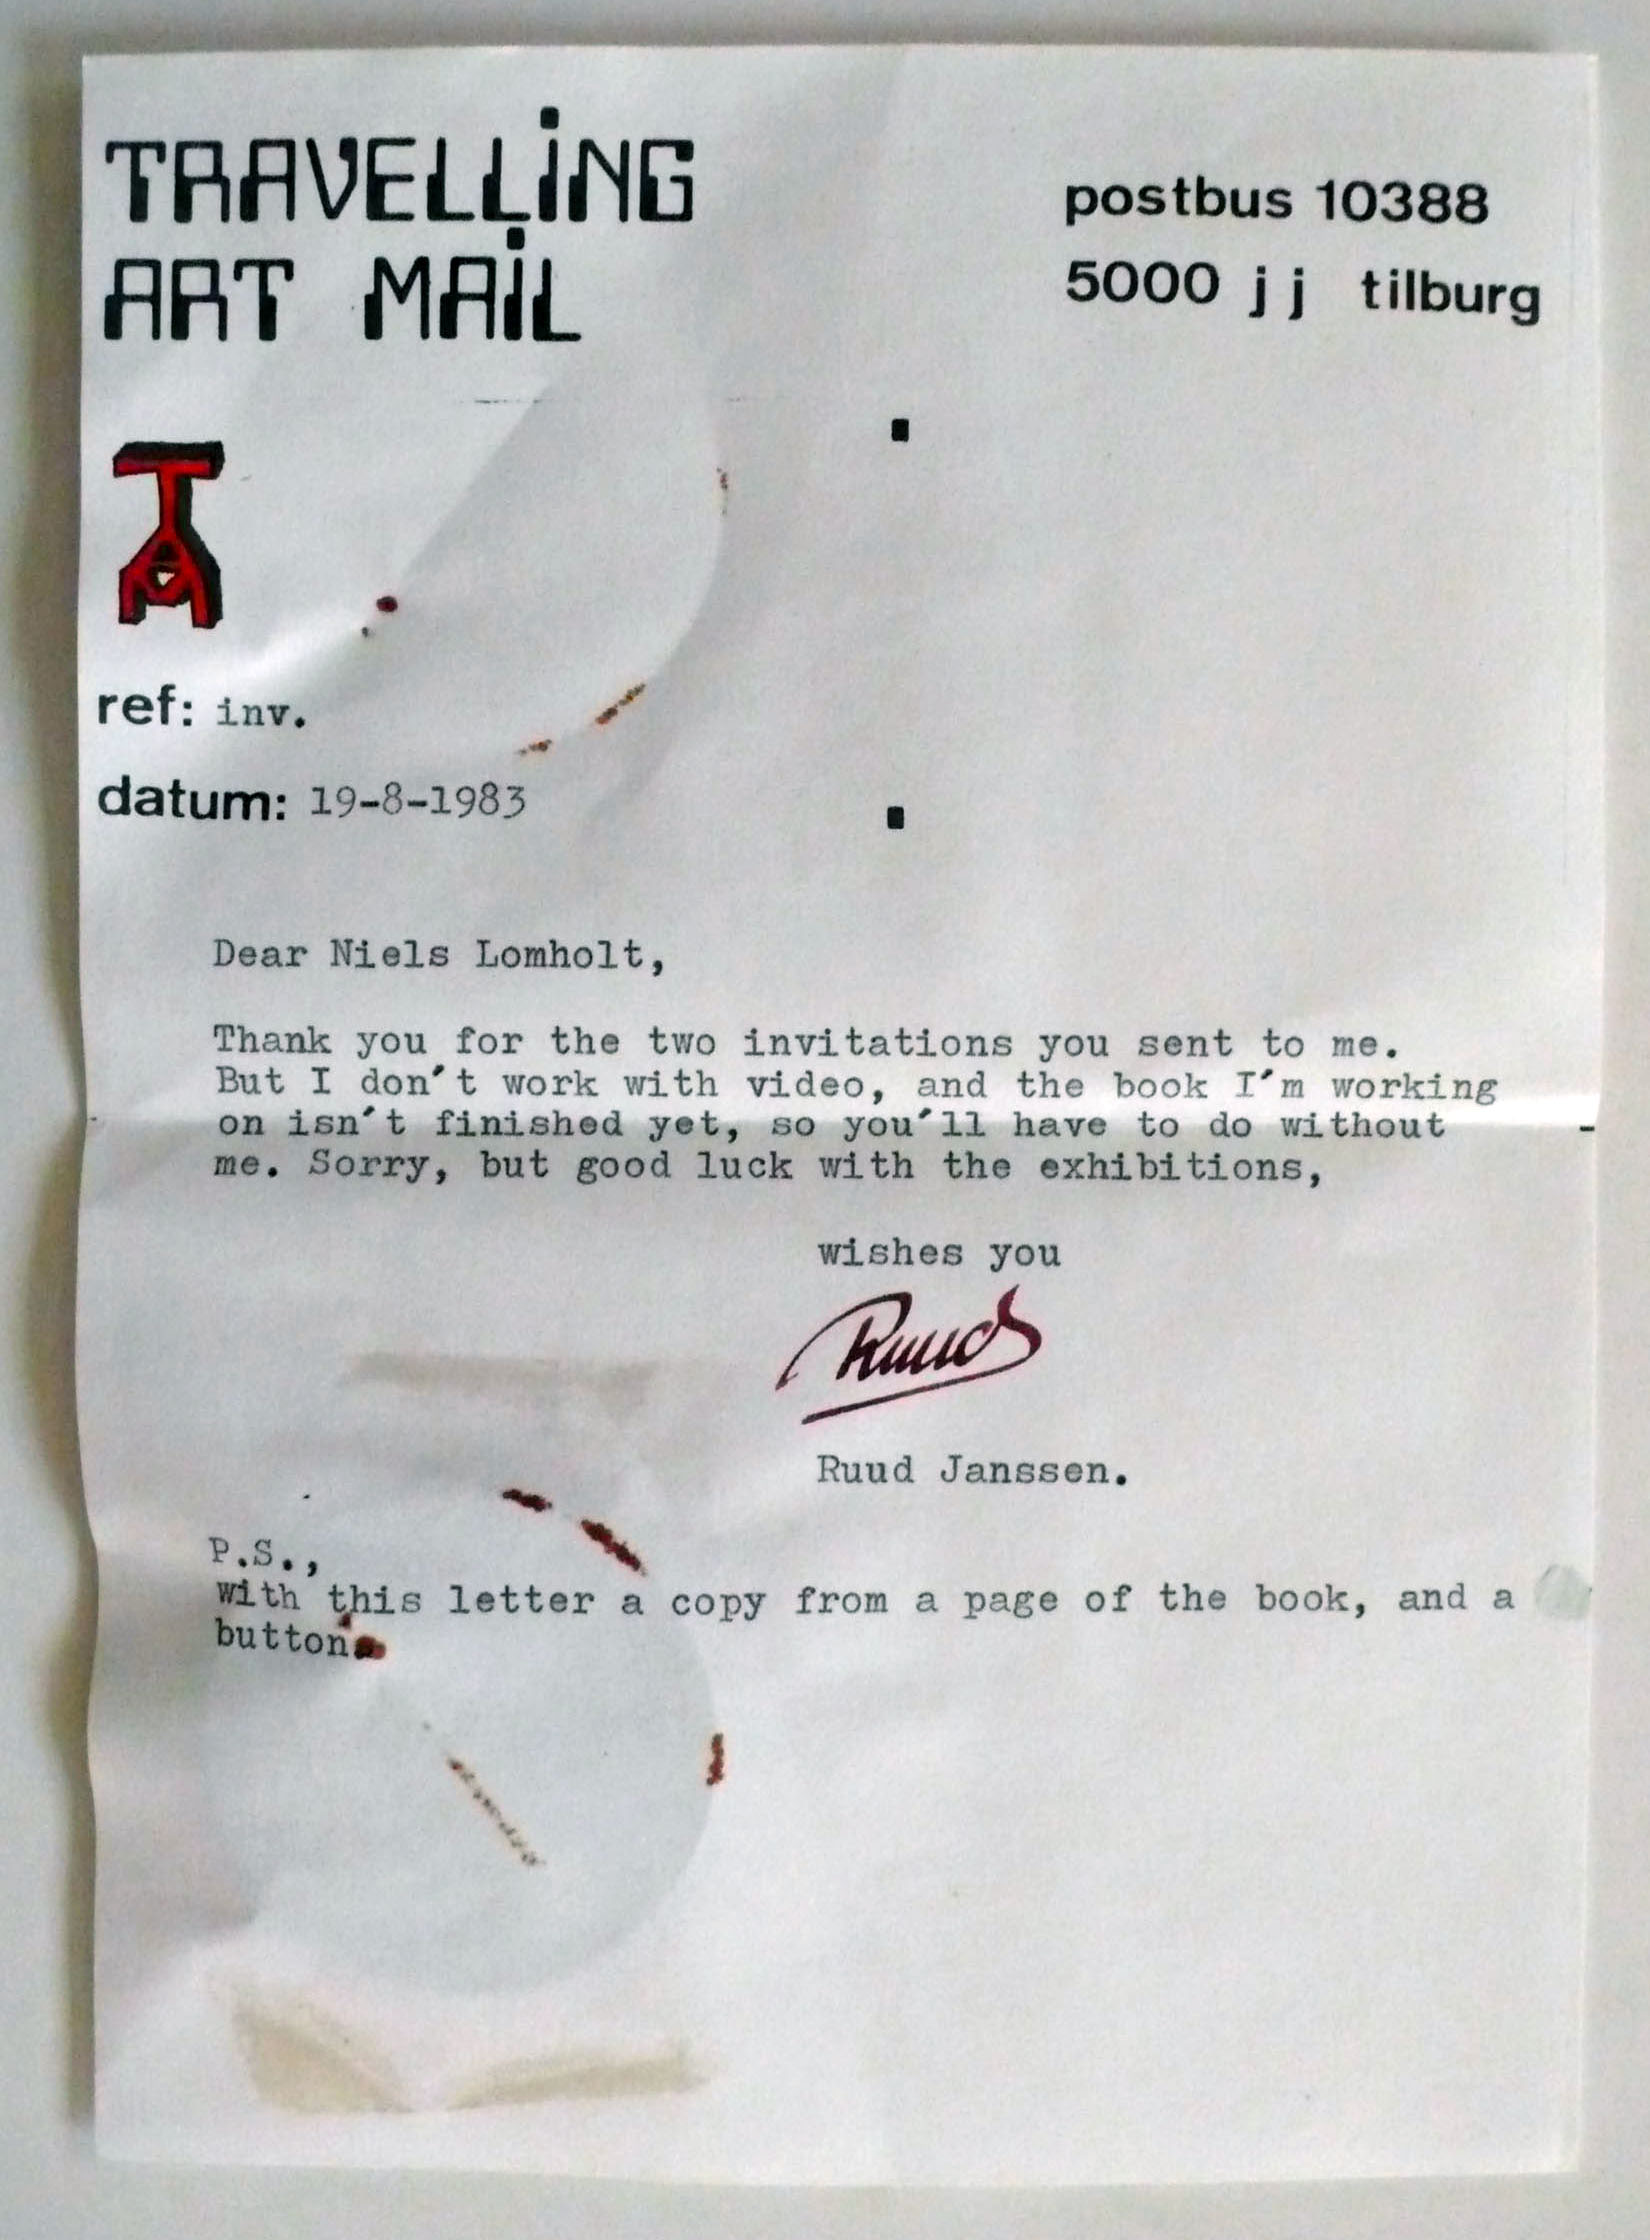 TRAVELLiNG
ART MAiL
postbus 10388
5000 jj tilburg
TAM
ref: inv.
datum: 19-8-1983
Dear Niels Lomholt,
Thank you for the two invitations you sent to me.
But I don't work with video, and the book I'm working
on isn't finished yet, so you'll have to do without
me. Sorry, but good luck with the exhibitions,
wishes you
Ruud
Ruud Janssen.
P.S.,
with this letter a copy from a page of the book, and a
button.